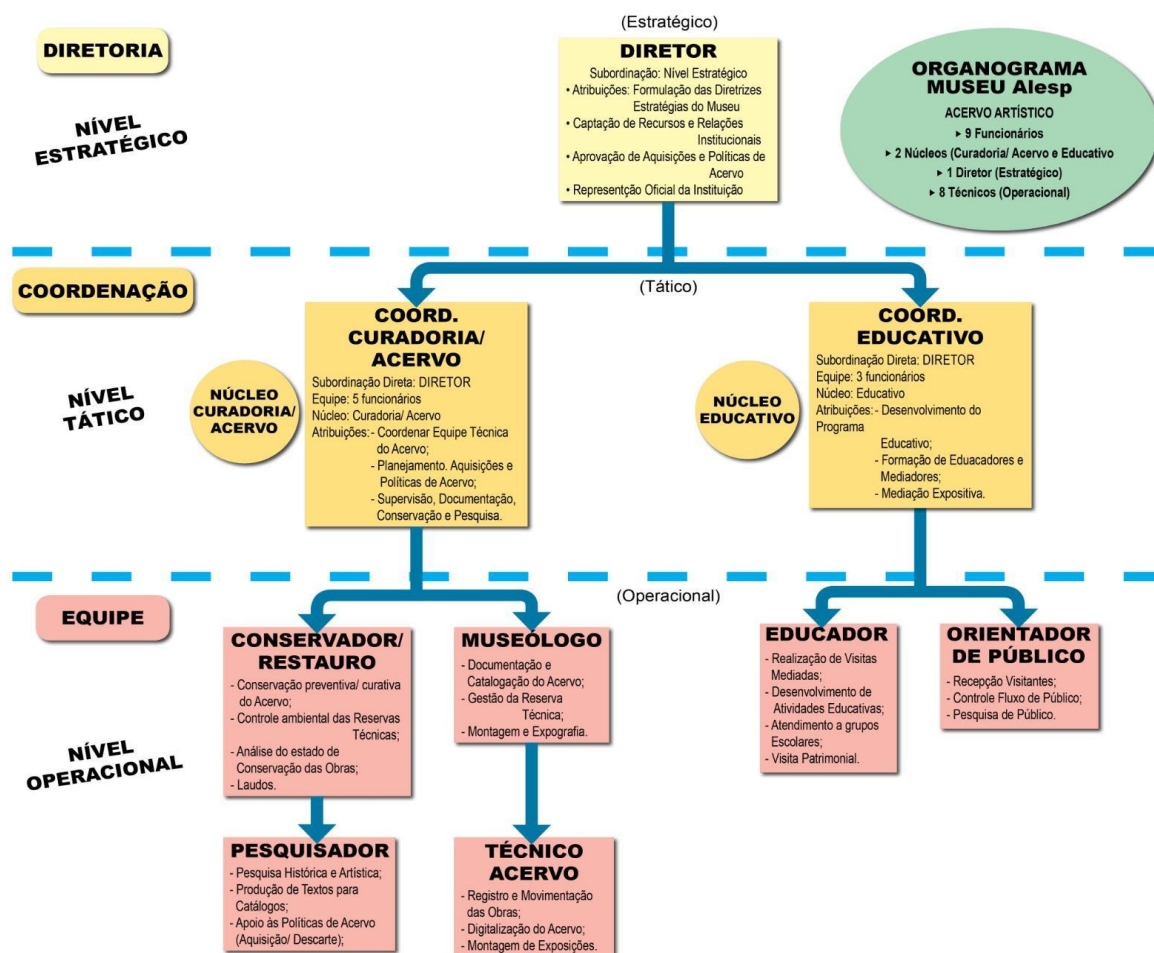 DIRETORIA
NÍVEL
ESTRATÉGICO
(Estratégico)
DIRETOR
Subordinação: Nível Estratégico
• Atribuições: Formulação das Diretrizes
Estratégias do Museu
• Captação de Recursos e Relações
Institucionais
• Aprovação de Aquisições e Políticas de
Acervo
• Represtção Oficial da Instituição
ORGANOGRAMA
MUSEU Alesp
ACERVO ARTÍSTICO
▸ 9 Funcionários
▸ 2 Núcleos (Curadoria/ Acervo e Educativo
▸ 1 Diretor (Estratégico)
▸ 8 Técnicos (Operacional)
COORDENAÇÃO
NÍVEL
TÁTICO
(Tático)
NÚCLEO
CURADORIA/
ACERVO
COORD.
CURADORIA/
ACERVO
Subordinação Direta: DIRETOR
Equipe: 5 funcionários
Núcleo: Curadoria/ Acervo
Atribuições: - Coordenar Equipe Técnica
do Acervo;
- Planejamento. Aquisições e
Políticas de Acervo;
- Supervisão, Documentação,
Conservação e Pesquisa.
NÚCLEO
EDUCATIVO
COORD.
EDUCATIVO
Subordinação Direta: DIRETOR
Equipe: 3 funcionários
Núcleo: Educativo
Atribuições: - Desenvolvimento do
Programa
Educativo;
- Formação de Eduacadores e
Mediadores;
- Mediação Expositiva.
EQUIPE
NÍVEL
OPERACIONAL
(Operacional)
CONSERVADOR/
RESTAURO
- Conservação preventiva/ curativa
do Acervo;
- Controle ambiental das Reservas
Técnicas;
- Análise do estado de
Conservação das Obras;
- Laudos.
MUSEÓLOGO
- Documentação e
Catalogação do Acervo;
- Gestão da Reserva
Técnica;
- Montagem e Expografia.
EDUCADOR
- Realização de Visitas
Mediadas;
- Desenvolvimento de
Atividades Educativas;
- Atendimento a grupos
Escolares;
- Visita Patrimonial.
ORIENTADOR
DE PÚBLICO
- Recepção Visitantes;
- Controle Fluxo de Público;
- Pesquisa de Público.
PESQUISADOR
- Pesquisa Histórica e Artística;
- Produção de Textos para
Catálogos;
- Apoio às Políticas de Acervo
(Aquisição/ Descarte);
TÉCNICO
ACERVO
- Registro e Movimentação
das Obras;
- Digitalização do Acervo;
- Montagem de Exposições.